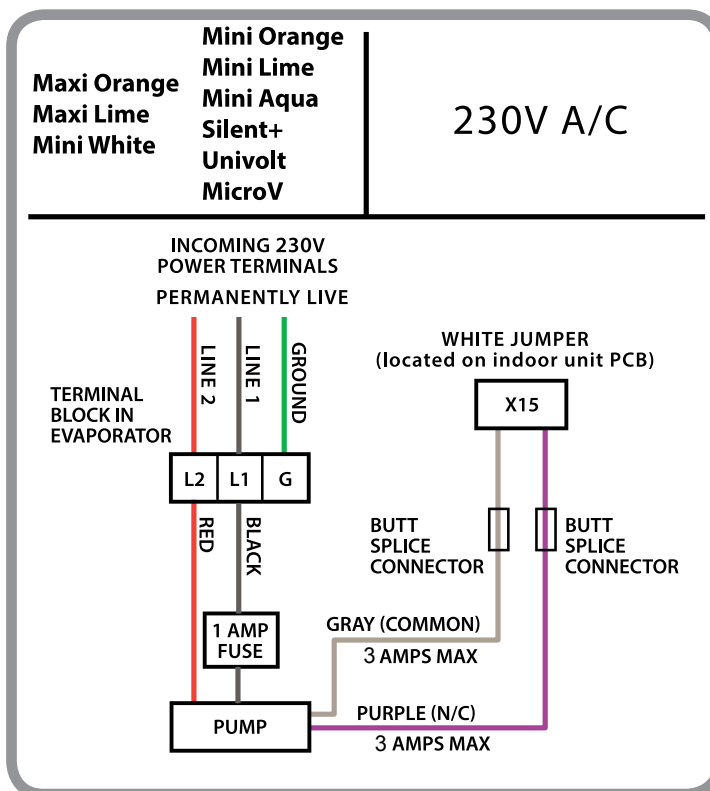 Maxi Orange
Maxi Lime
Mini White
Mini Orange
Mini Lime
Mini Aqua
Silent+
Univolt
MicroV
230V A/C
INCOMING 230V
POWER TERMINALS
PERMANENTLY LIVE
LINE 2
LINE 1
GROUND
TERMINAL
BLOCK IN
EVAPORATOR
L2
L1
G
RED
BLACK
1 AMP
FUSE
PUMP
WHITE JUMPER
(located on indoor unit PCB)
X15
BUTT
SPLICE
CONNECTOR
BUTT
SPLICE
CONNECTOR
GRAY (COMMON)
3 AMPS MAX
PURPLE (N/C)
3 AMPS MAX